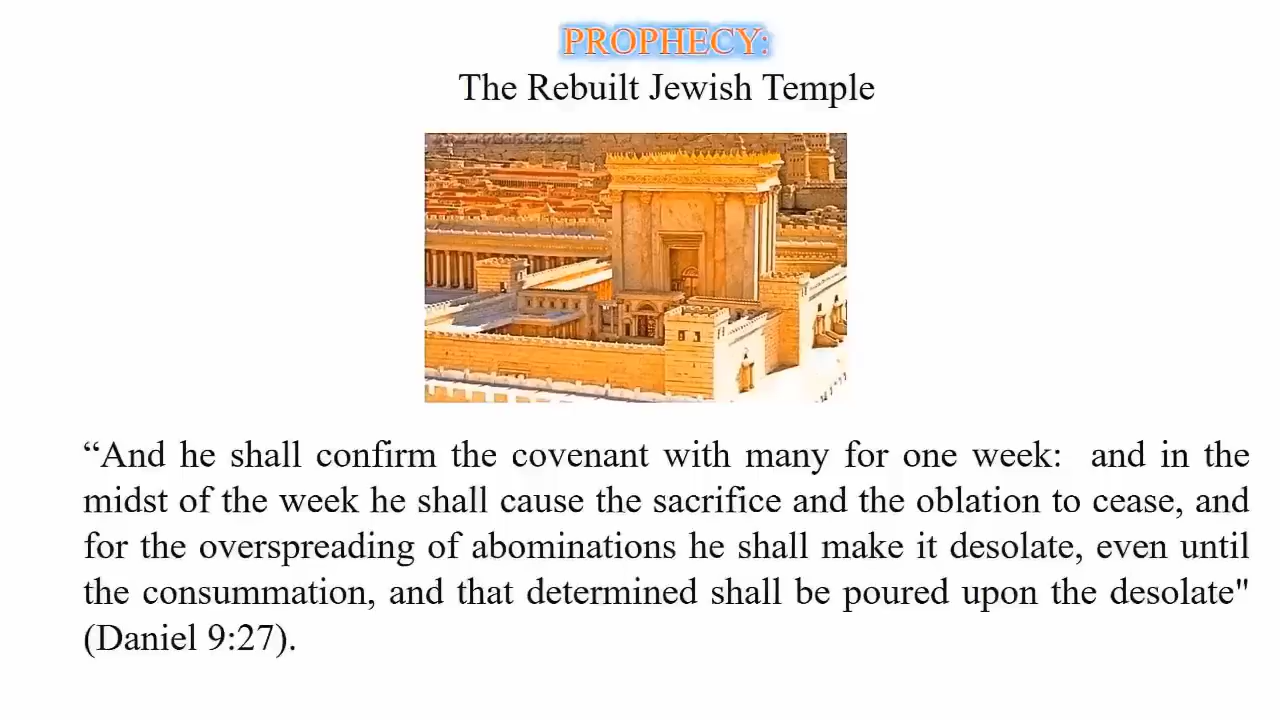 PROPHECY:
The Rebuilt Jewish Temple
“And he shall confirm the covenant with many for one week:  and in the
midst of the week he shall cause the sacrifice and the oblation to cease, and
for the overspreading of abominations he shall make it desolate, even until
the consummation, and that determined shall be poured upon the desolate"
(Daniel 9:27).